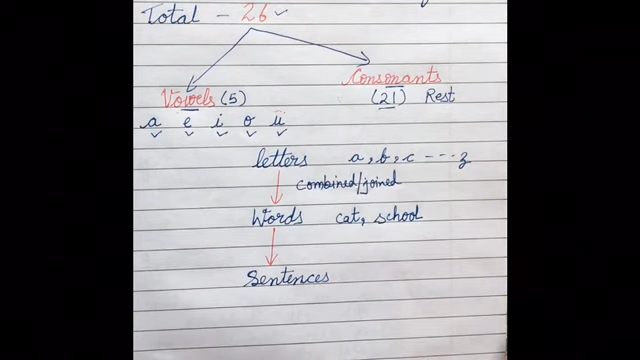 Total - 26
Consonants
Vowels (5)
(21) Rest
a e i o u
letters a, b, c ---- z
combined/joined
Words cat, school
Sentences